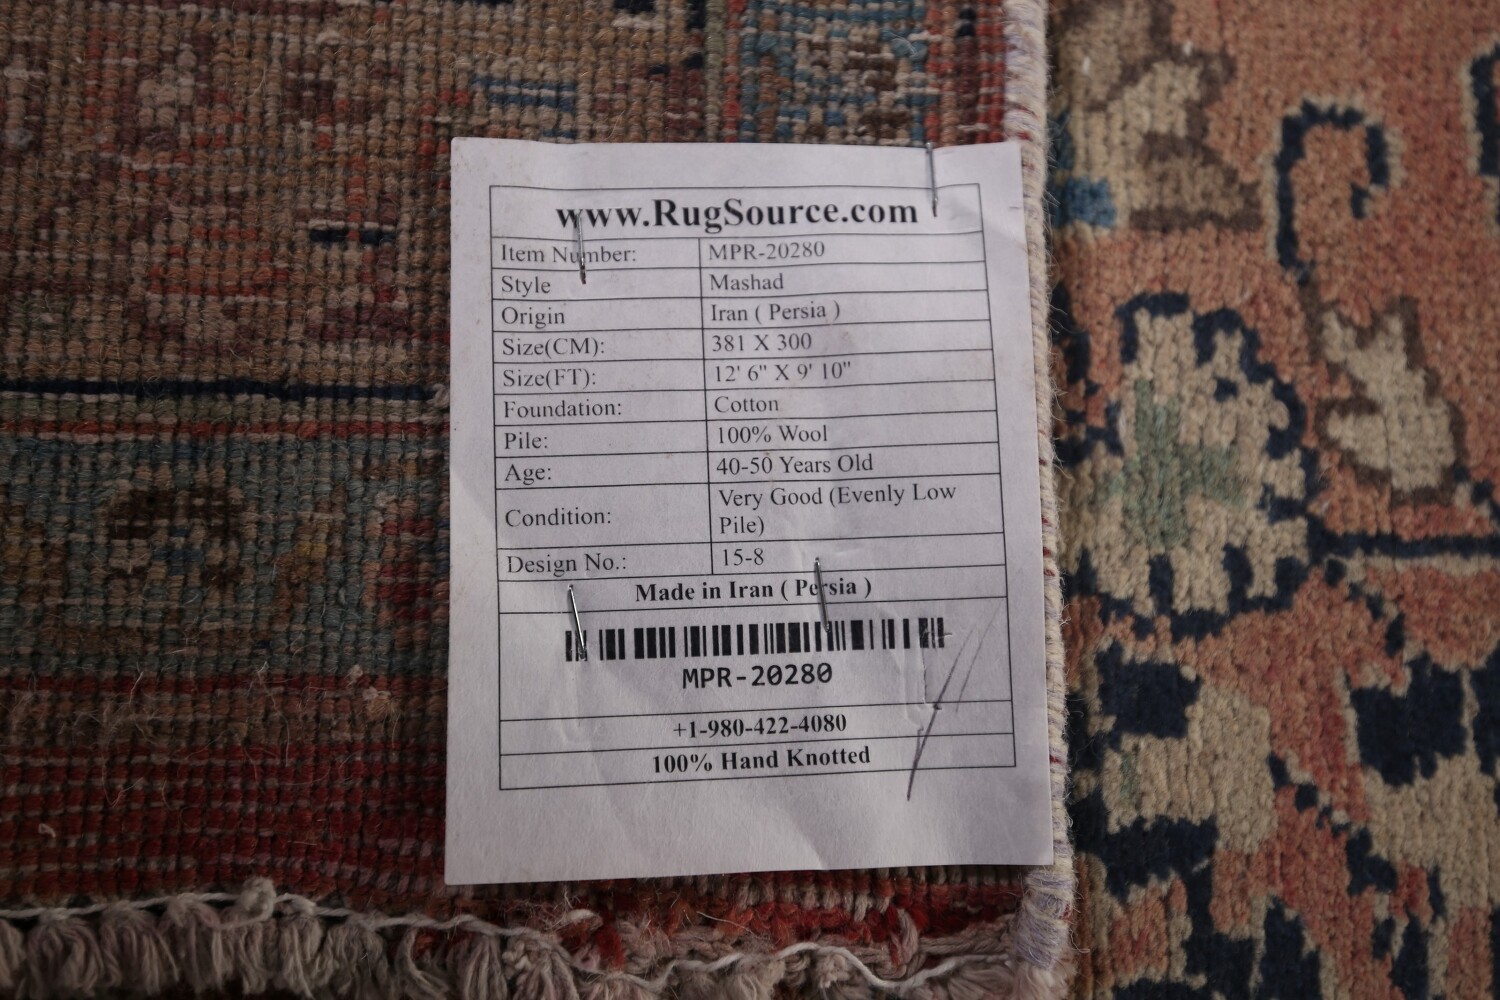 www.RugSource.com
Item Number: MPR-20280
Style Mashad
Origin Iran ( Persia )
Size(CM): 381 X 300
Size(FT): 12' 6" X 9' 10"
Foundation: Cotton
Pile: 100% Wool
Age: 40-50 Years Old
Condition: Very Good (Evenly Low
Pile)
Design No.: 15-8
Made in Iran ( Persia )
MPR-20280
+1-980-422-4080
100% Hand Knotted